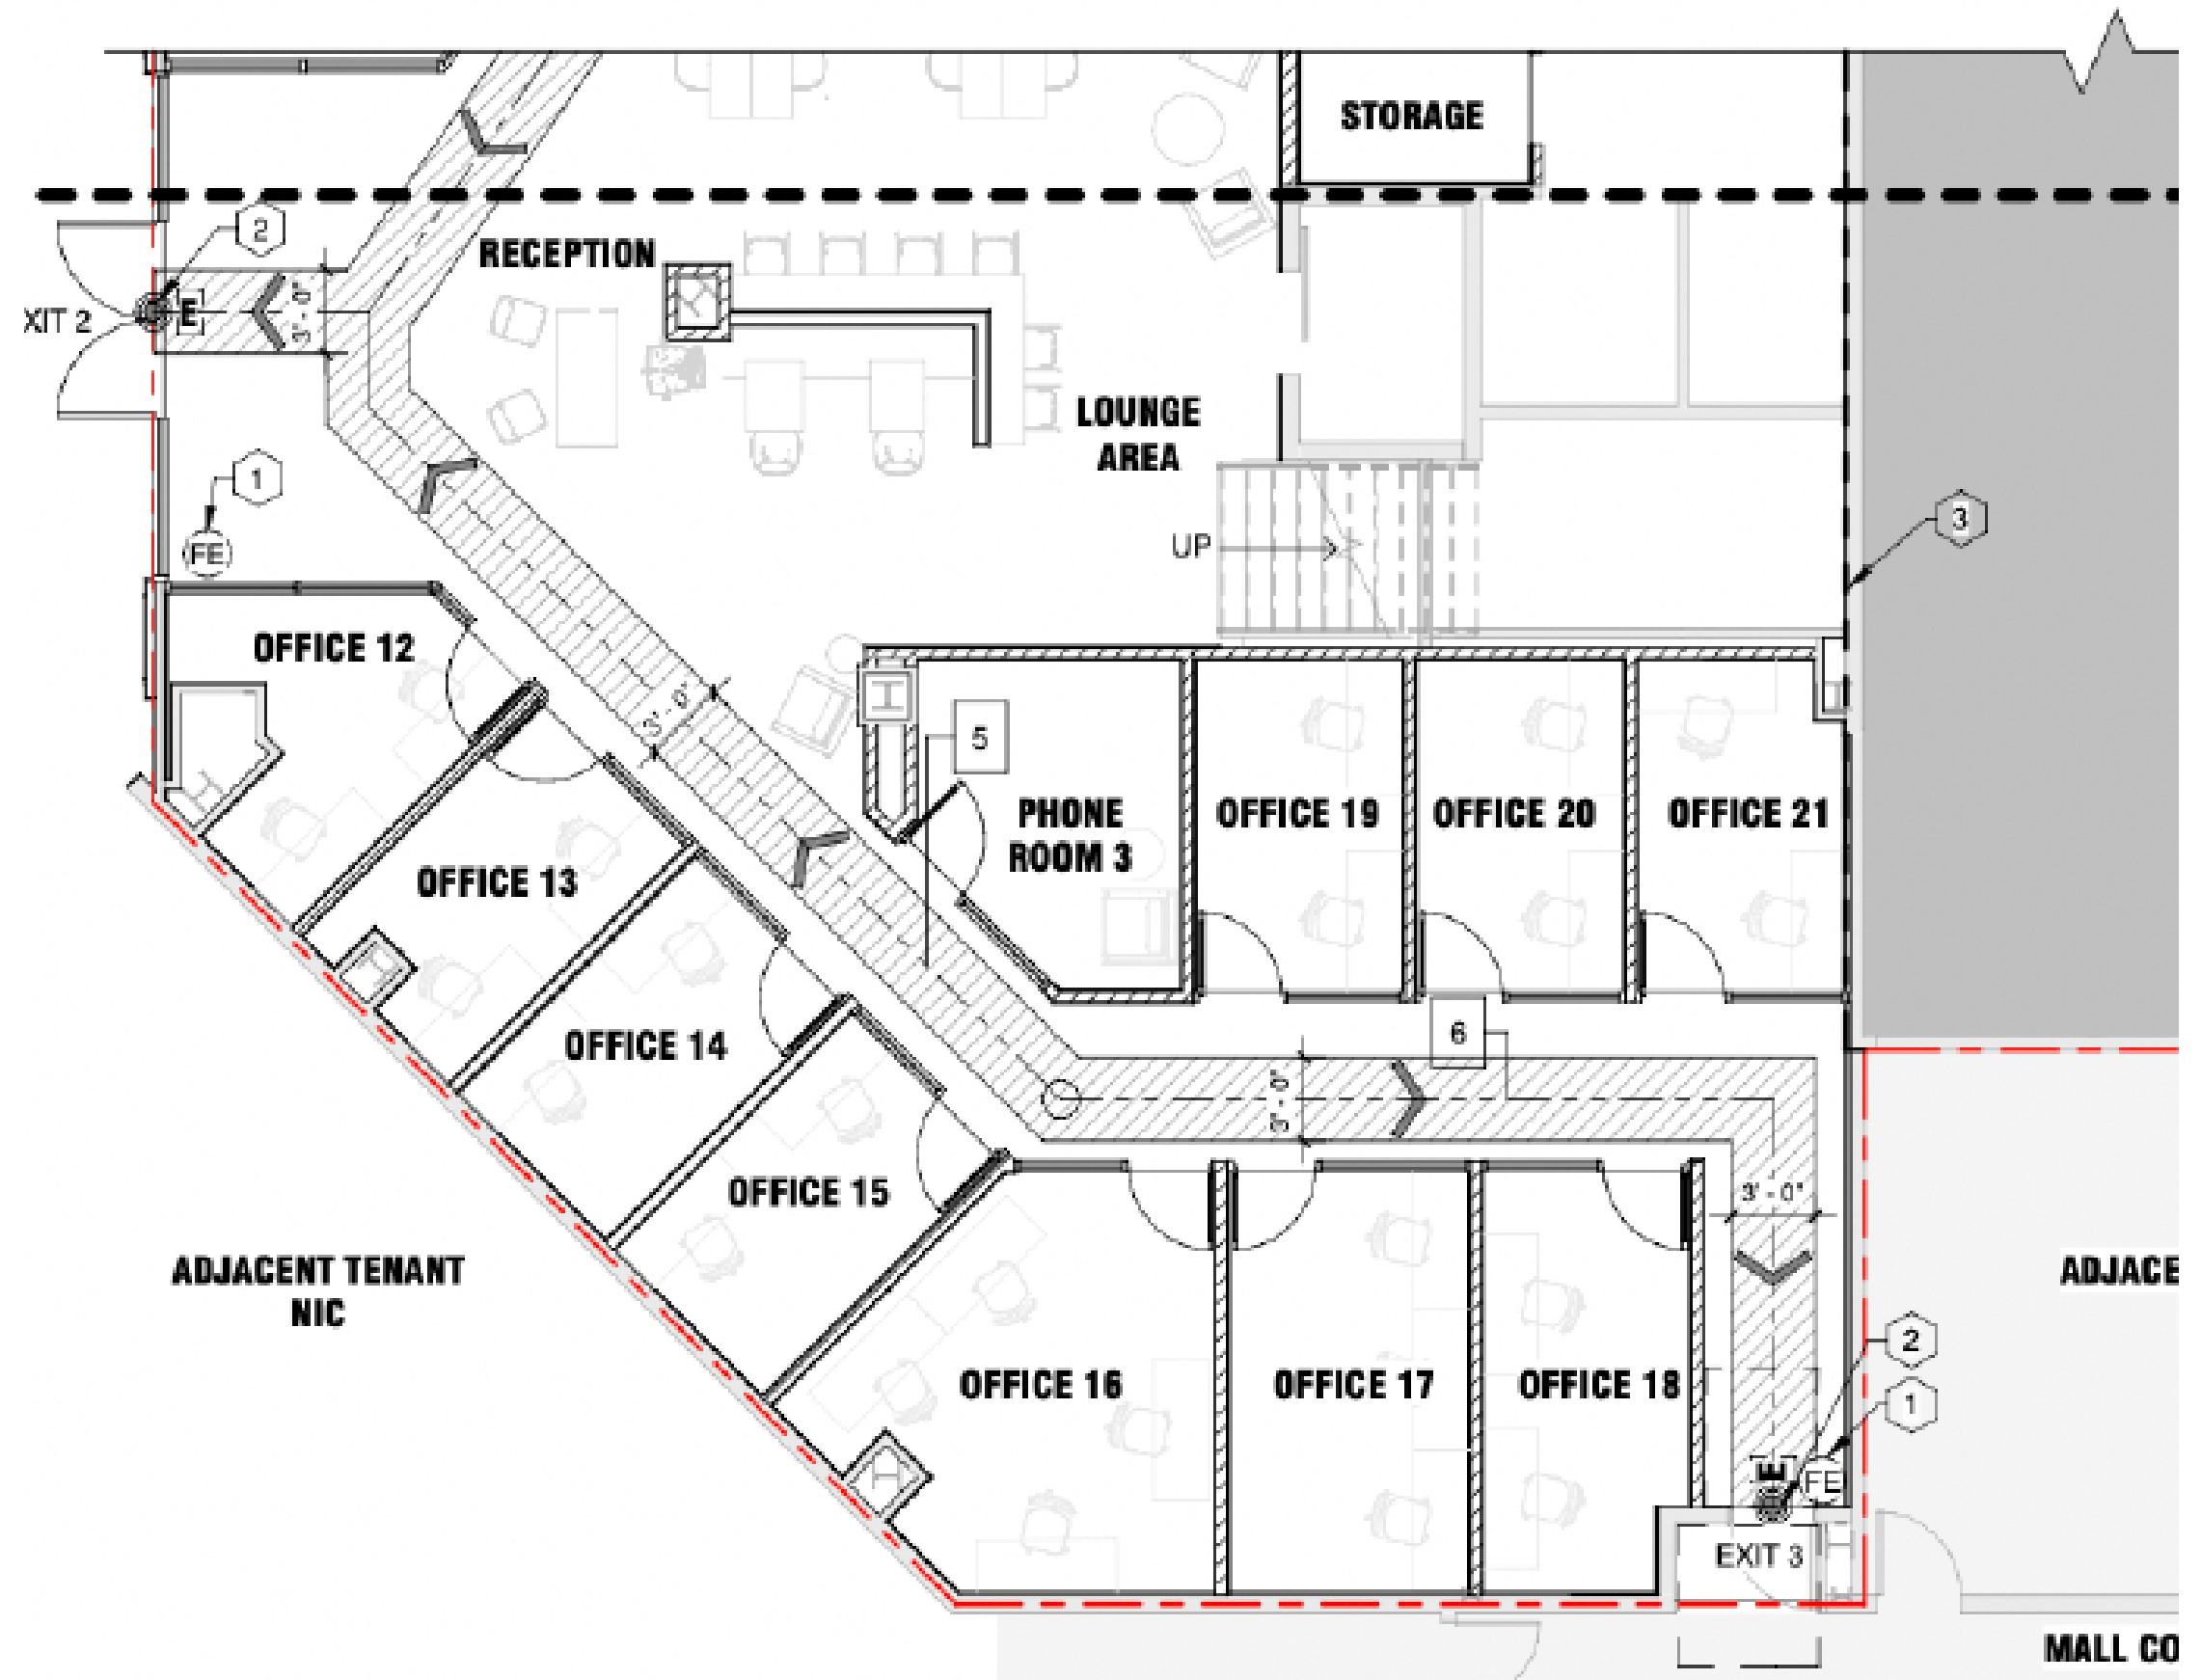 STORAGE
2
RECEPTION
3'-0"
E
XIT 2
LOUNGE
AREA
1
FE
UP
3
OFFICE 12
3'-0"
5
PHONE
ROOM 3
OFFICE 19
OFFICE 20
OFFICE 21
OFFICE 13
6
OFFICE 14
3'-0"
OFFICE 15
3'-0"
ADJACENT TENANT
NIC
ADJACE
2
1
OFFICE 16
OFFICE 17
OFFICE 18
E
FE
EXIT 3
MALL CO